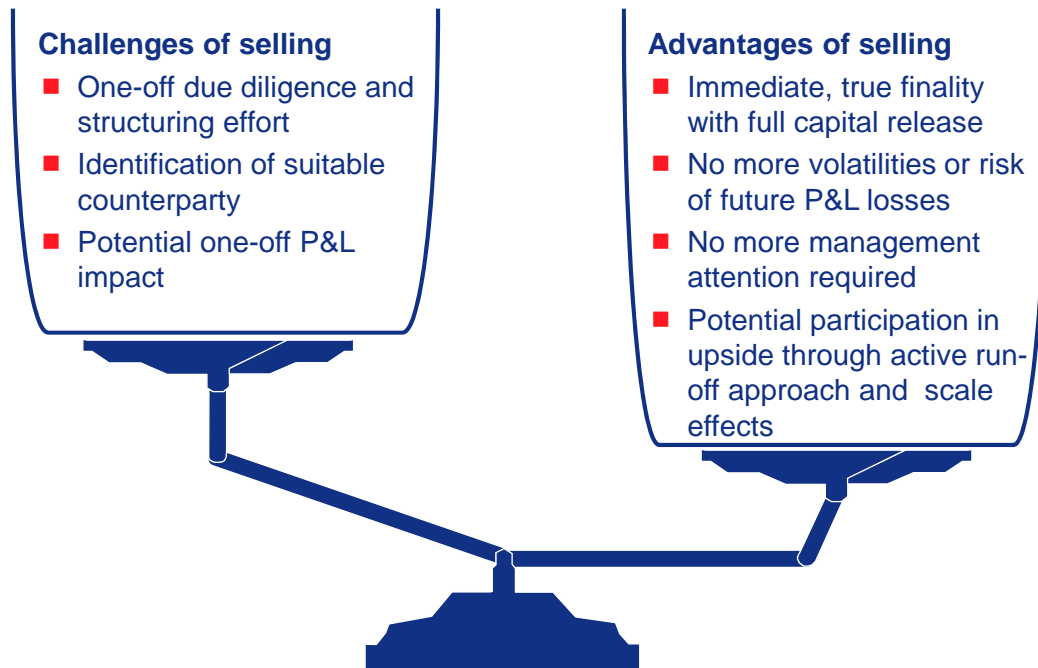 Challenges of selling
One-off due diligence and
structuring effort
Identification of suitable
counterparty
Potential one-off P&L
impact
Advantages of selling
Immediate, true finality
with full capital release
No more volatilities or risk
of future P&L losses
No more management
attention required
Potential participation in
upside through active run-
off approach and scale
effects